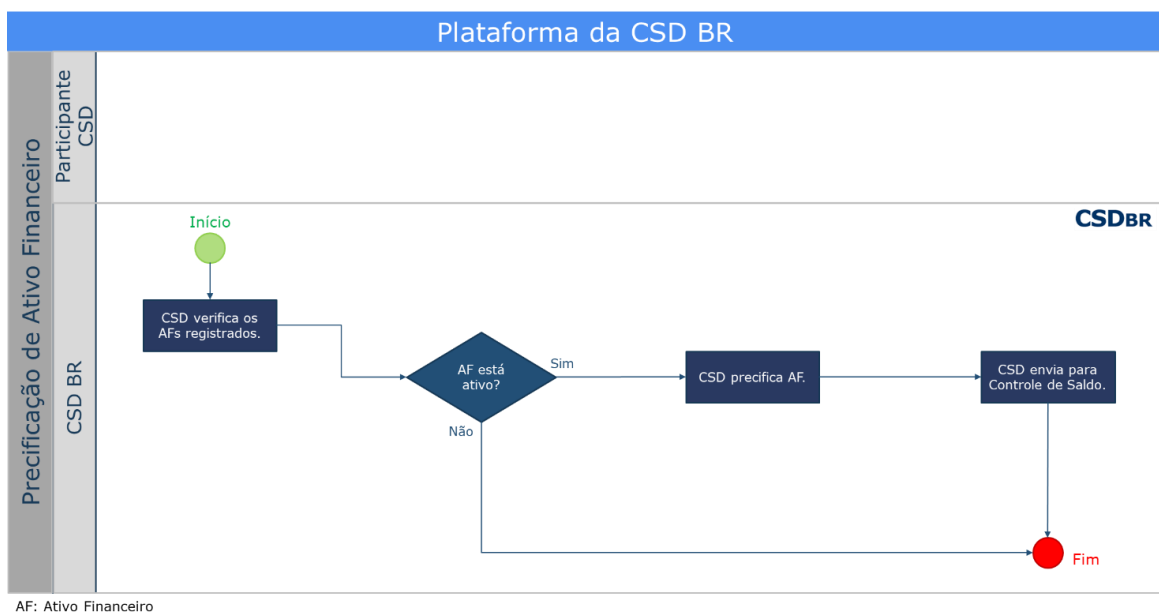 Plataforma da CSD BR
Precificação de Ativo Financeiro
Participante
CSD
CSD BR
CSDBR
Início
CSD verifica os
AFs registrados.
AF está
ativo?
Sim
Não
CSD precifica AF.
CSD envia para
Controle de Saldo.
Fim
AF: Ativo Financeiro